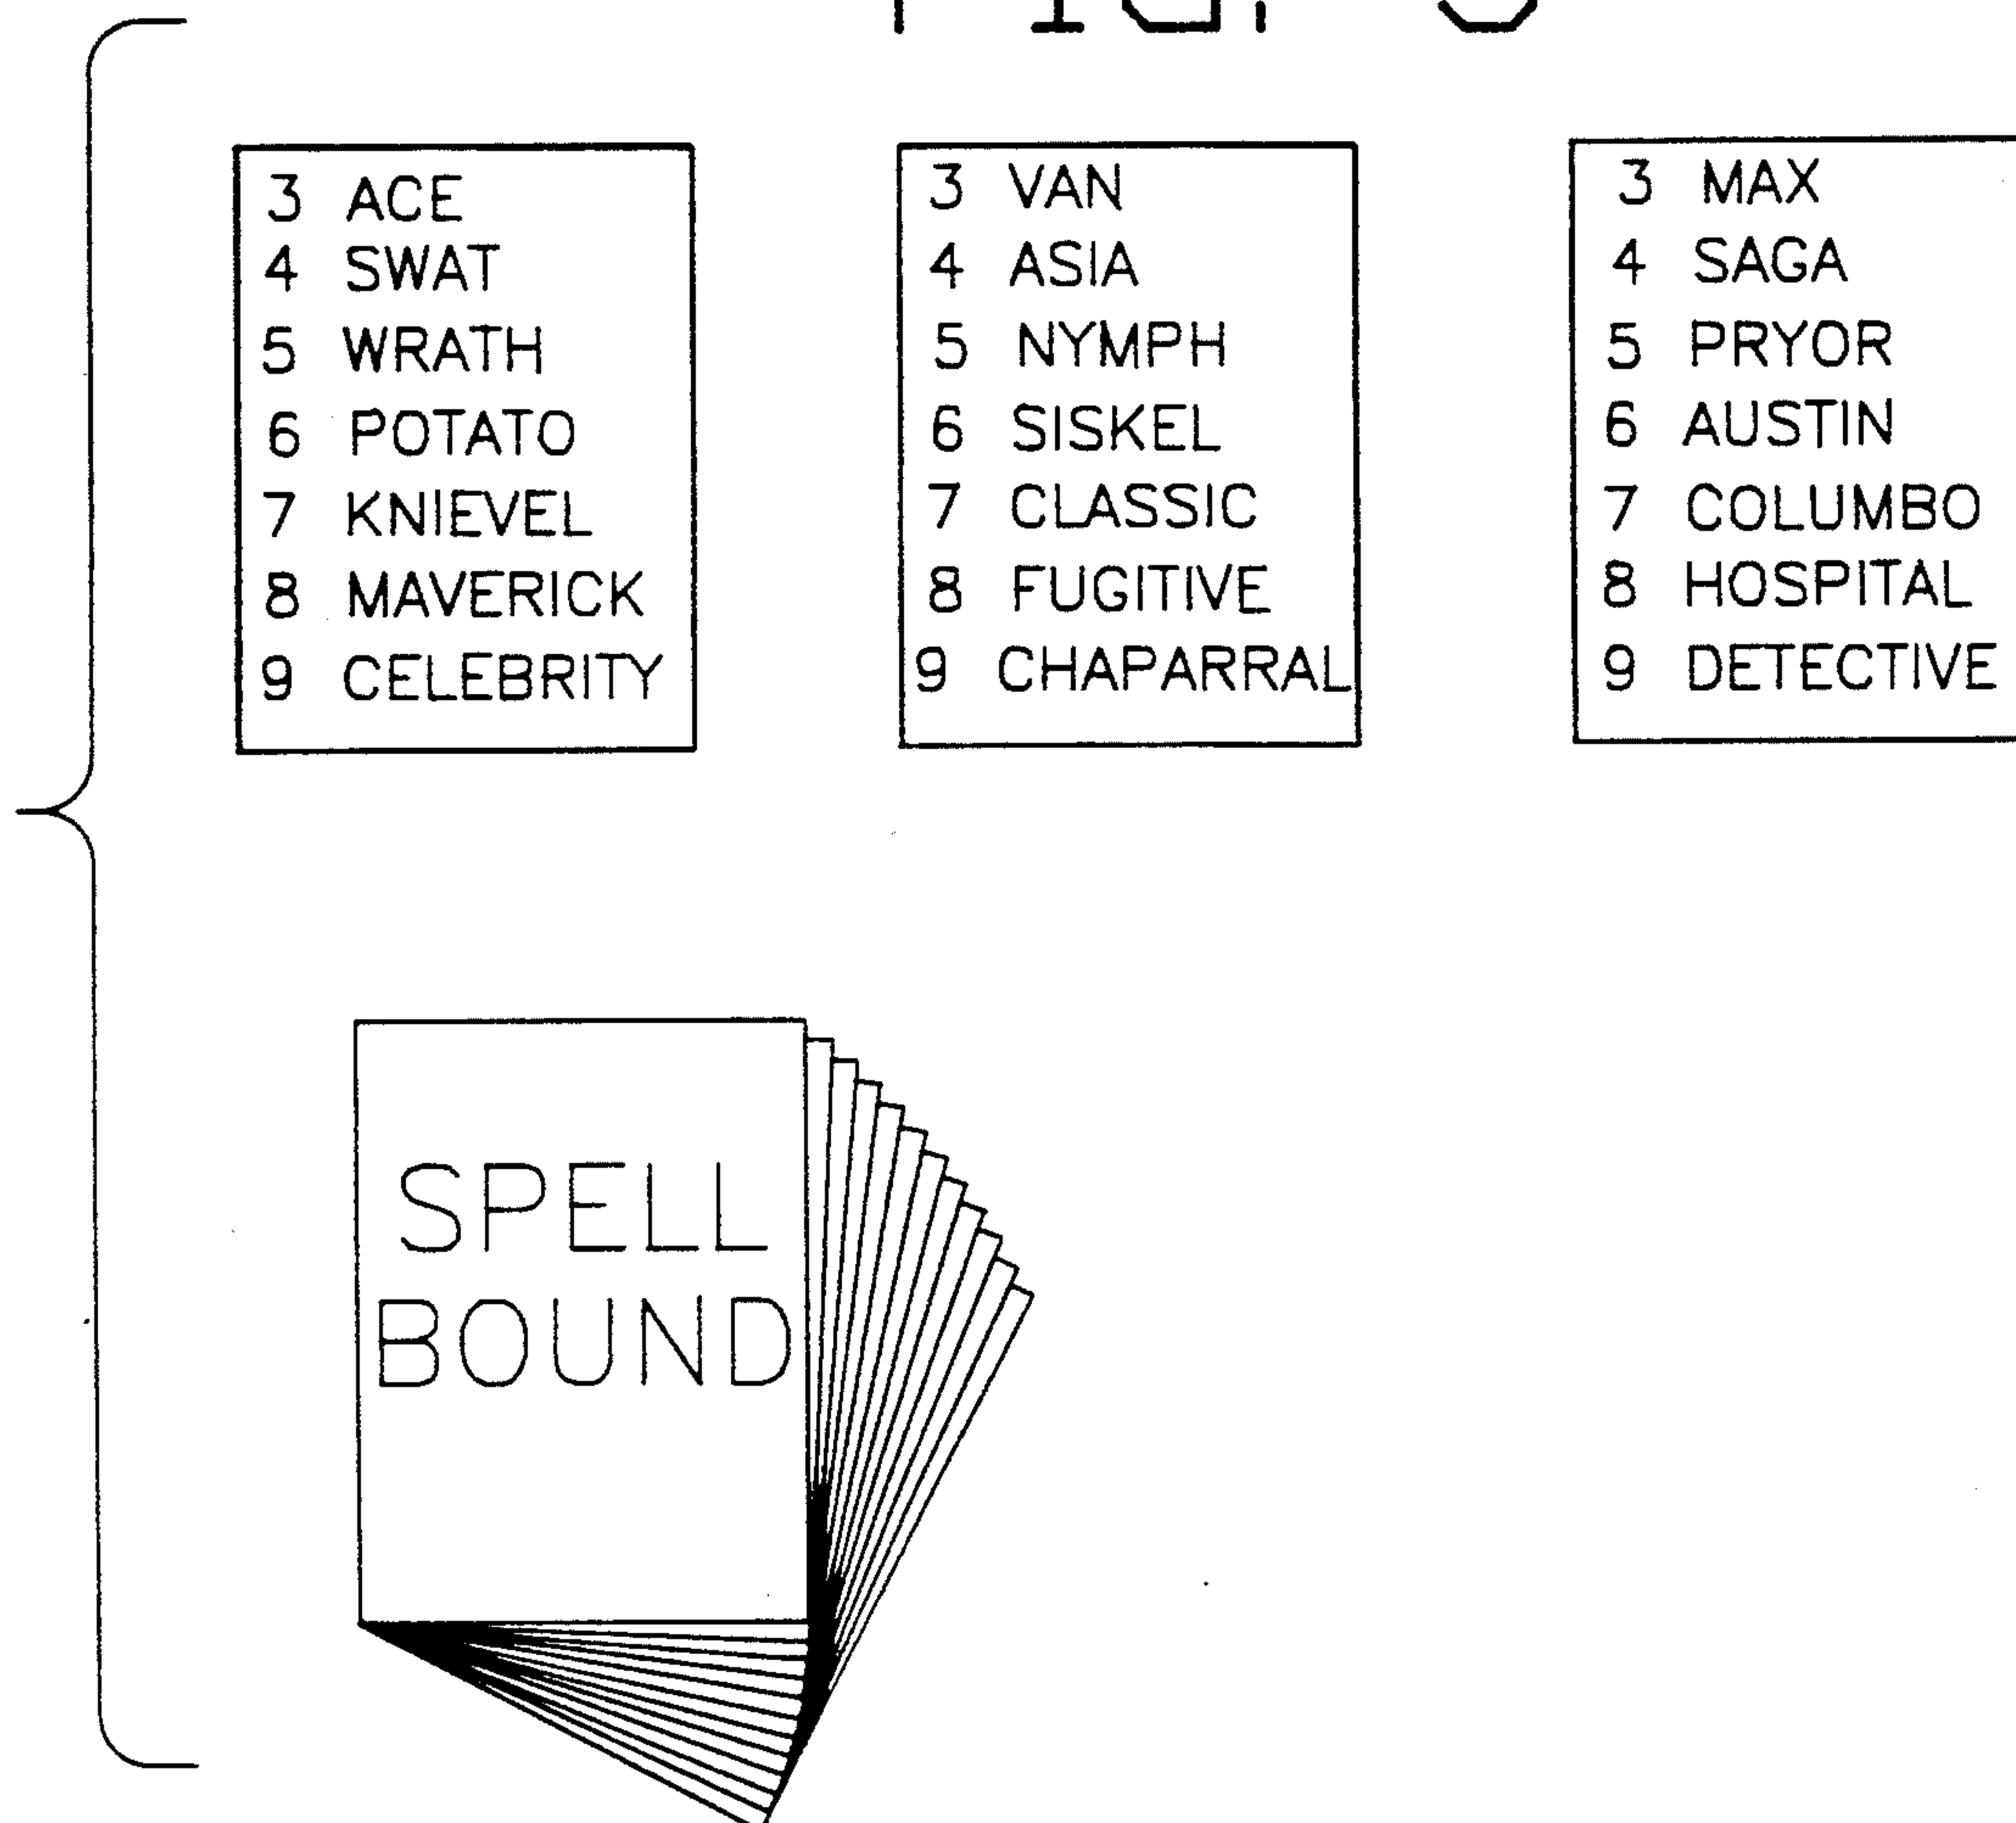 3 ACE
4 SWAT
5 WRATH
6 POTATO
7 KNIEVEL
8 MAVERICK
9 CELEBRITY
3 VAN
4 ASIA
5 NYMPH
6 SISKEL
7 CLASSIC
8 FUGITIVE
9 CHAPARRAL
3 MAX
4 SAGA
5 PRYOR
6 AUSTIN
7 COLUMBO
8 HOSPITAL
9 DETECTIVE
SPELL
BOUND